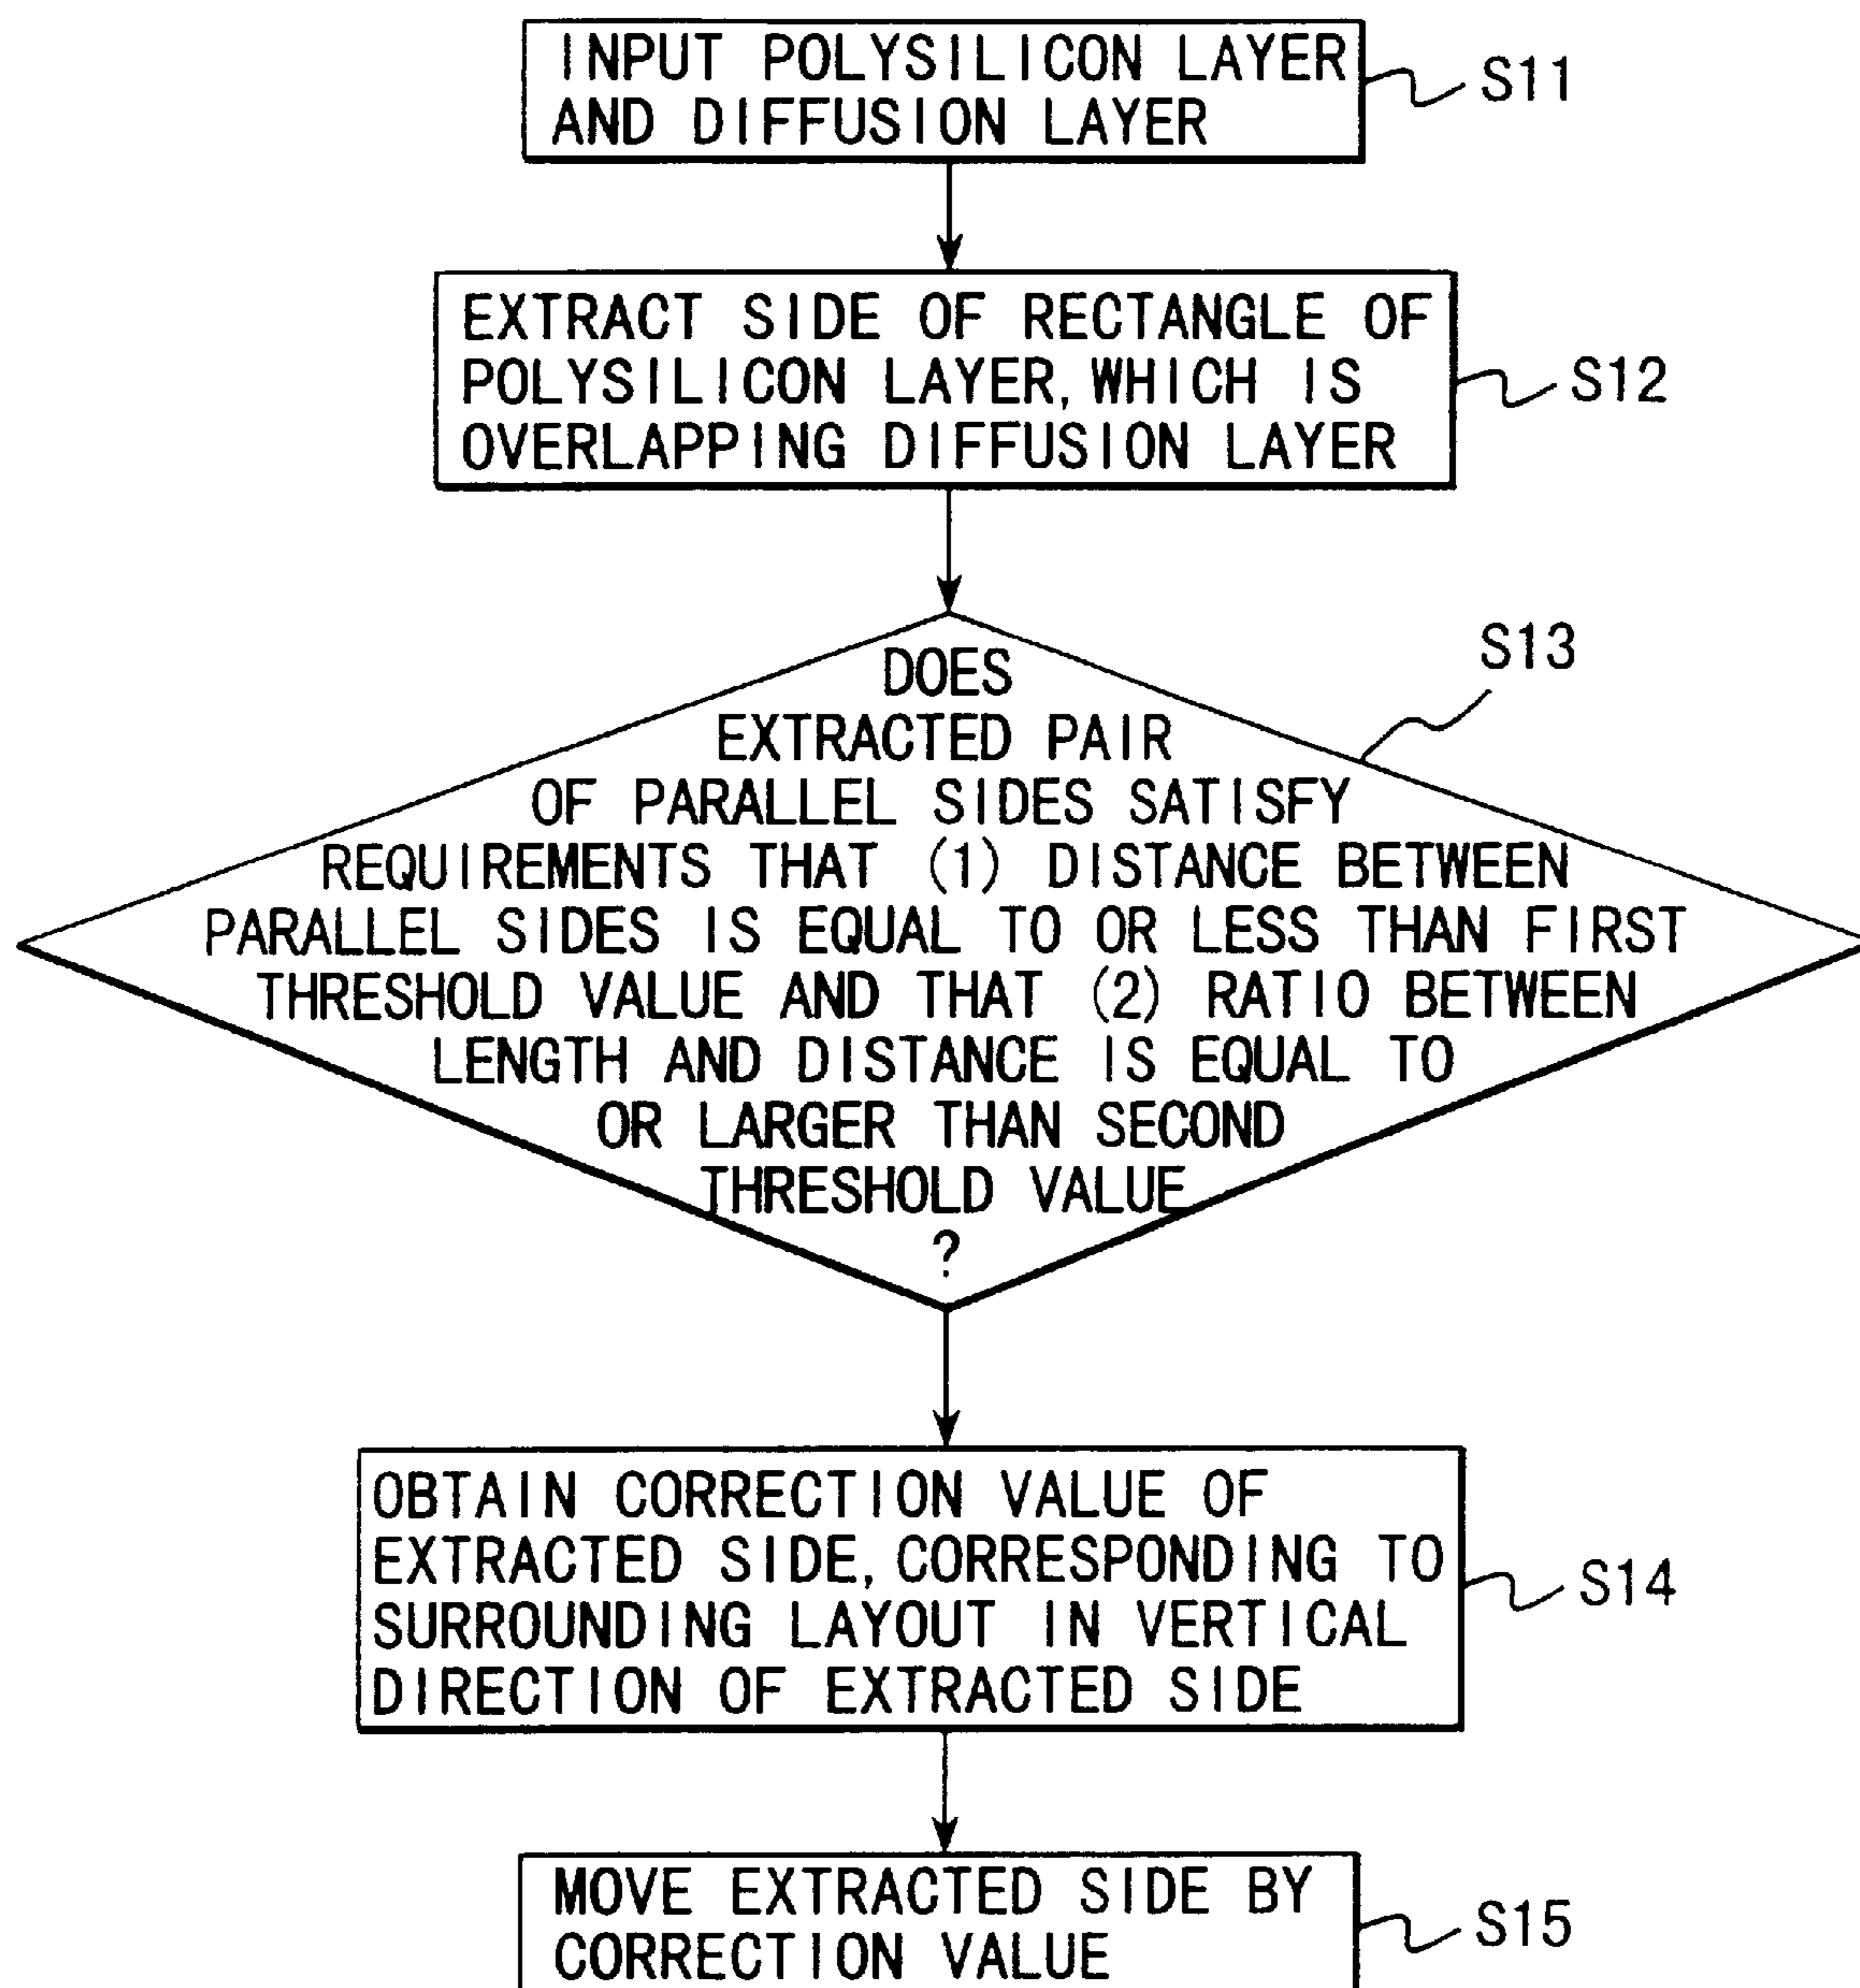 INPUT POLYSILICON LAYER
AND DIFFUSION LAYER
S11
EXTRACT SIDE OF RECTANGLE OF
POLYSILICON LAYER, WHICH IS
OVERLAPPING DIFFUSION LAYER
S12
S13
DOES
EXTRACTED PAIR
OF PARALLEL SIDES SATISFY
REQUIREMENTS THAT (1) DISTANCE BETWEEN
PARALLEL SIDES IS EQUAL TO OR LESS THAN FIRST
THRESHOLD VALUE AND THAT (2) RATIO BETWEEN
LENGTH AND DISTANCE IS EQUAL TO
OR LARGER THAN SECOND
THRESHOLD VALUE
?
OBTAIN CORRECTION VALUE OF
EXTRACTED SIDE, CORRESPONDING TO
SURROUNDING LAYOUT IN VERTICAL
DIRECTION OF EXTRACTED SIDE
S14
MOVE EXTRACTED SIDE BY
CORRECTION VALUE
S15